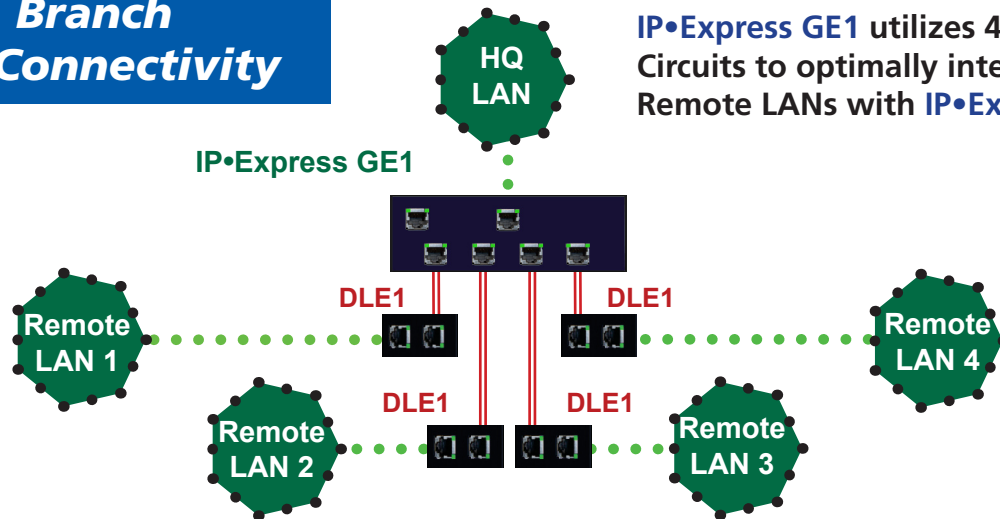 Branch
Connectivity
HQ
LAN
IP•Express GE1 utilizes 4
Circuits to optimally inte
Remote LANs with IP•Ex
IP•Express GE1
DLE1
DLE1
Remote
LAN 1
Remote
LAN 4
DLE1
DLE1
Remote
LAN 2
Remote
LAN 3